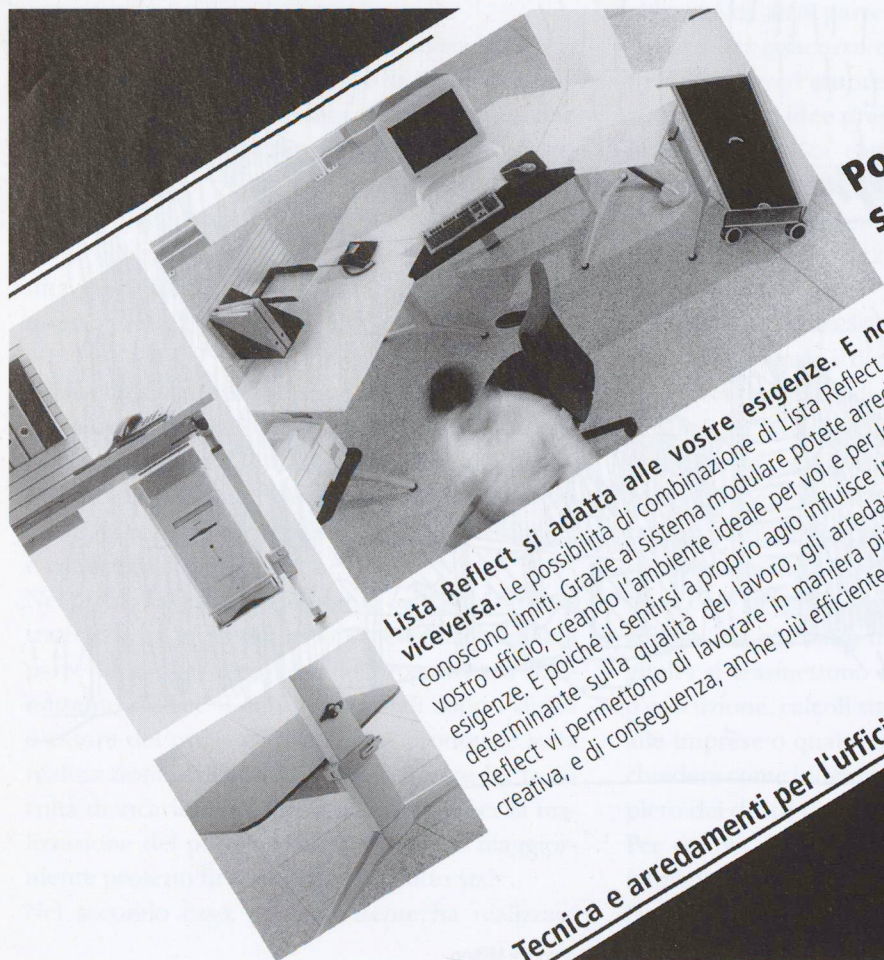 Po
s
Lista Reflect si adatta alle vostre esigenze. E no
viceversa. Le possibilità di combinazione di Lista Reflect
conoscono limiti. Grazie al sistema modulare potete arre
vostro ufficio, creando l'ambiente ideale per voi e per l
esigenze. E poiché il sentirsi a proprio agio influisce i
determinante sulla qualità del lavoro, gli arreda
Reflect vi permettono di lavorare in maniera pi
creativa, e di conseguenza, anche più efficiente
Tecnica e arredamenti per l'uffici